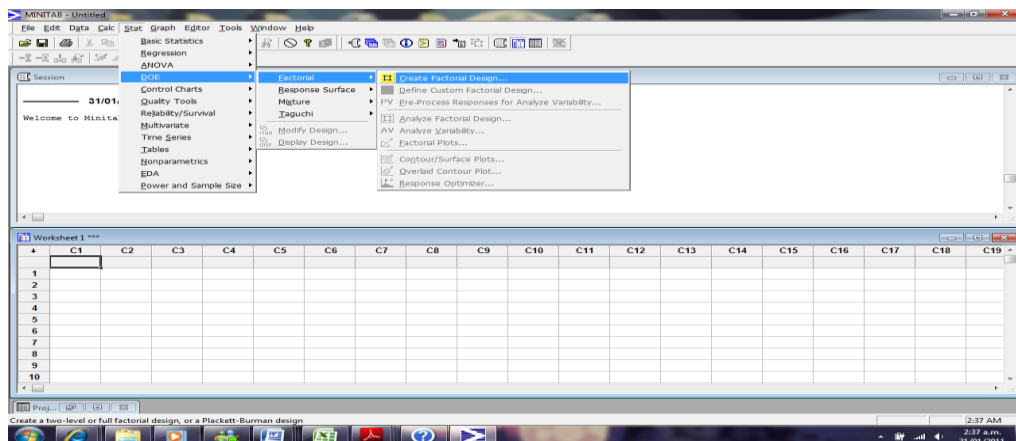 MINITAB - Untitled
File Edit Data Calc Stat Graph Editor Tools Window Help
Basic Statistics
Regression
ANOVA
DOE
Control Charts
Quality Tools
Reliability/Survival
Multivariate
Time Series
Tables
Nonparametrics
EDA
Power and Sample Size
Factorial
Response Surface
Mixture
Taguchi
Modify Design...
Display Design...
Create Factorial Design...
Define Custom Factorial Design...
PV Pre-Process Responses for Analyze Variability...
Analyze Factorial Design...
AV Analyze Variability...
Factorial Plots...
Contour/Surface Plots...
Overlaid Contour Plot...
Response Optimizer...
Session
31/01/
Welcome to Minita
Worksheet 1 ***
C1 C2 C3 C4 C5 C6 C7 C8 C9 C10 C11 C12 C13 C14 C15 C16 C17 C18 C19
1
2
3
4
5
6
7
8
9
10
Proj...
Create a two-level or full factorial design, or a Plackett-Burman design
2:37 AM
2:37 a.m.
31/01/2011